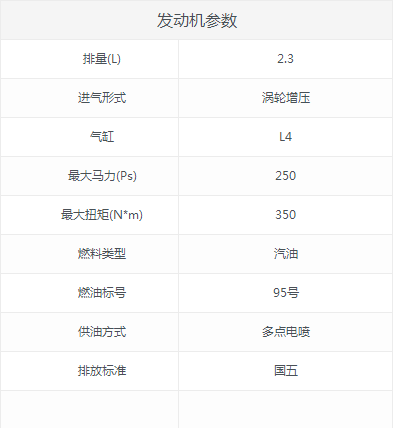 发动机参数
排量(L) 2.3
进气形式 涡轮增压
气缸 L4
最大马力(Ps) 250
最大扭矩(N*m) 350
燃料类型 汽油
燃油标号 95号
供油方式 多点电喷
排放标准 国五